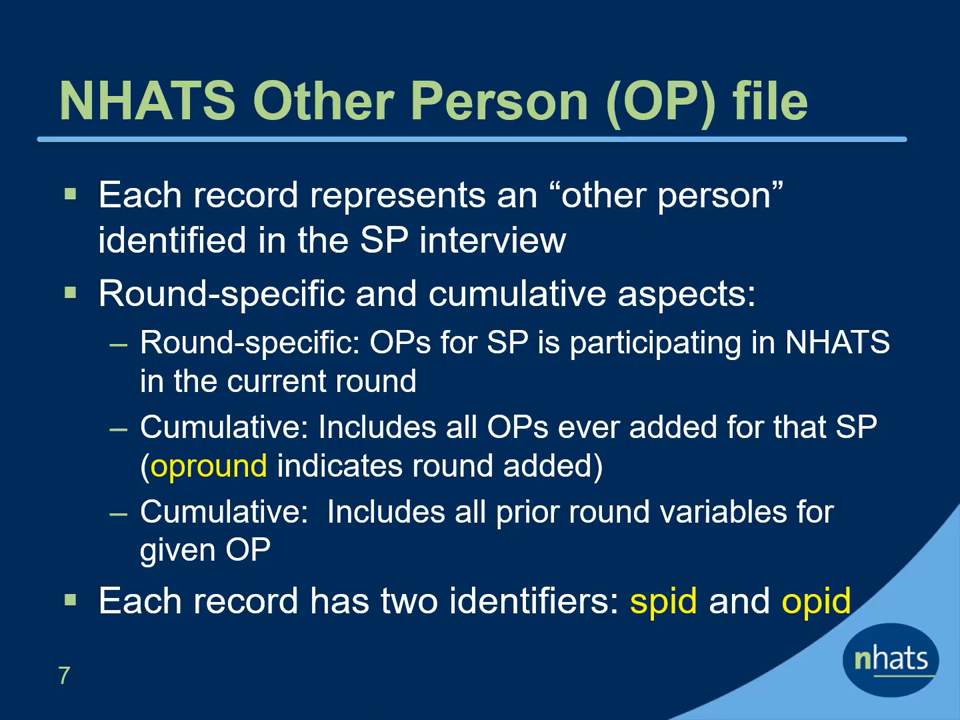 NHATS Other Person (OP) file
▪ Each record represents an “other person”
identified in the SP interview
▪ Round-specific and cumulative aspects:
– Round-specific: OPs for SP is participating in NHATS
in the current round
– Cumulative: Includes all OPs ever added for that SP
(opround indicates round added)
– Cumulative:  Includes all prior round variables for
given OP
▪ Each record has two identifiers: spid and opid
nhats
7